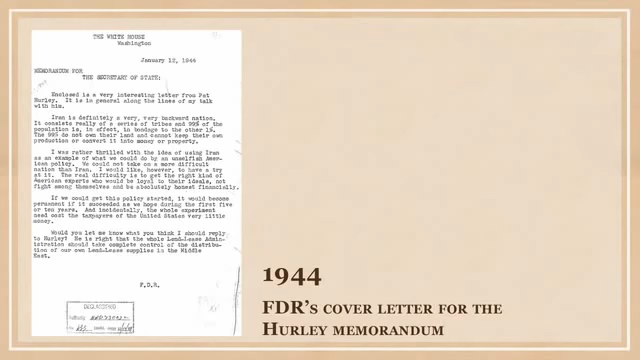 THE WHITE HOUSE
Washington
January 12, 1944
MEMORANDUM FOR
THE SECRETARY OF STATE:
Enclosed is a very interesting letter from Pat
Hurley. It is in general along the lines of my talk
with him.
Iran is definitely a very, very backward nation.
It consists really of a series of tribes and 99% of the
population is, in effect, in bondage to the other 1%.
The 99% do not own their land and cannot keep their own
production or convert it into money or property.
I was rather thrilled with the idea of using Iran
as an example of what we could do by an unselfish Amer-
ican policy. We could not take on a more difficult
nation than Iran. I would like, however, to have a try
at it. The real difficulty is to get the right kind of
American experts who would be loyal to their ideals, not
fight among themselves and be absolutely honest financially.
If we could get this policy started, it would become
permanent if it succeeded as we hope during the first five
or ten years. And incidentally, the whole experiment
need cost the taxpayers of the United States very little
money.
Would you let me know what you think I should reply
to Hurley? He is right that the whole Land-Lease Admin-
istration should take complete control of the distribu-
tion of our own Land-Lease supplies in the Middle
East.
F.D.R.
DECLASSIFIED
Authority
1944
FDR's cover letter for the
Hurley memorandum